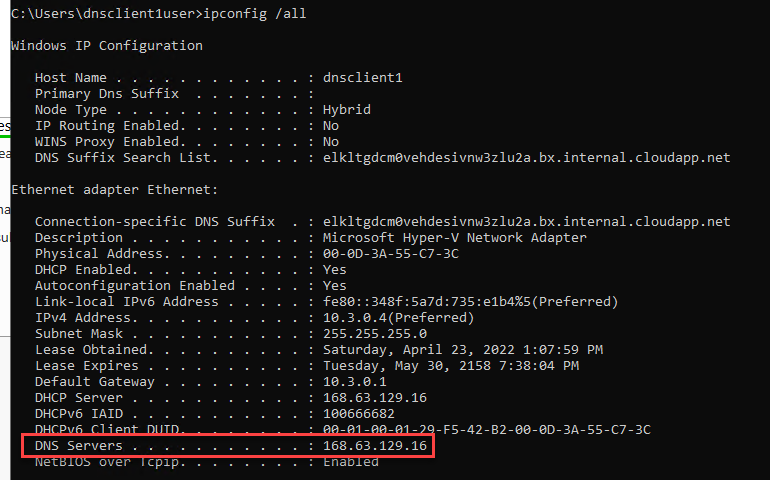 C:\Users\dnsclient1user>ipconfig /all
Windows IP Configuration
Host Name . . . . . . . . . . . . : dnsclient1
Primary Dns Suffix  . . . . . . . :
Node Type . . . . . . . . . . . . : Hybrid
IP Routing Enabled. . . . . . . . : No
WINS Proxy Enabled. . . . . . . . : No
DNS Suffix Search List. . . . . . : elkltgdcm0vehdesivnw3zlu2a.bx.internal.cloudapp.net
Ethernet adapter Ethernet:
Connection-specific DNS Suffix  . : elkltgdcm0vehdesivnw3zlu2a.bx.internal.cloudapp.net
Description . . . . . . . . . . . : Microsoft Hyper-V Network Adapter
Physical Address. . . . . . . . . : 00-0D-3A-55-C7-3C
DHCP Enabled. . . . . . . . . . . : Yes
Autoconfiguration Enabled . . . . : Yes
Link-local IPv6 Address . . . . . : fe80::348f:5a7d:735:e1b4%5(Preferred)
IPv4 Address. . . . . . . . . . . : 10.3.0.4(Preferred)
Subnet Mask . . . . . . . . . . . : 255.255.255.0
Lease Obtained. . . . . . . . . . : Saturday, April 23, 2022 1:07:59 PM
Lease Expires . . . . . . . . . . : Tuesday, May 30, 2158 7:38:04 PM
Default Gateway . . . . . . . . . : 10.3.0.1
DHCP Server . . . . . . . . . . . : 168.63.129.16
DHCPv6 IAID . . . . . . . . . . . : 100666682
DHCPv6 Client DUID. . . . . . . . : 00-01-00-01-29-F5-42-B2-00-0D-3A-55-C7-3C
DNS Servers . . . . . . . . . . . : 168.63.129.16
NetBIOS over Tcpip. . . . . . . . : Enabled